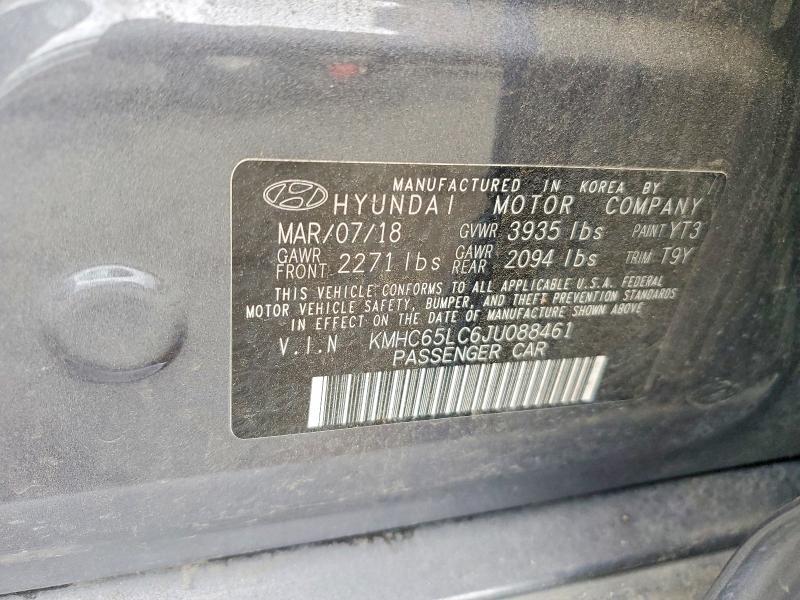 MANUFACTURED IN KOREA BY
HYUNDAI MOTOR COMPANY
MAR/07/18 GVWR 3935 lbs PAINT YT3
GAWR FRONT 2271 lbs GAWR REAR 2094 lbs TRIM T9Y
THIS VEHICLE CONFORMS TO ALL APPLICABLE U.S.A. FEDERAL
MOTOR VEHICLE SAFETY, BUMPER, AND THEFT PREVENTION STANDARDS
IN EFFECT ON THE DATE OF MANUFACTURE SHOWN ABOVE
V.I.N KMHC65LC6JU088461
PASSENGER CAR